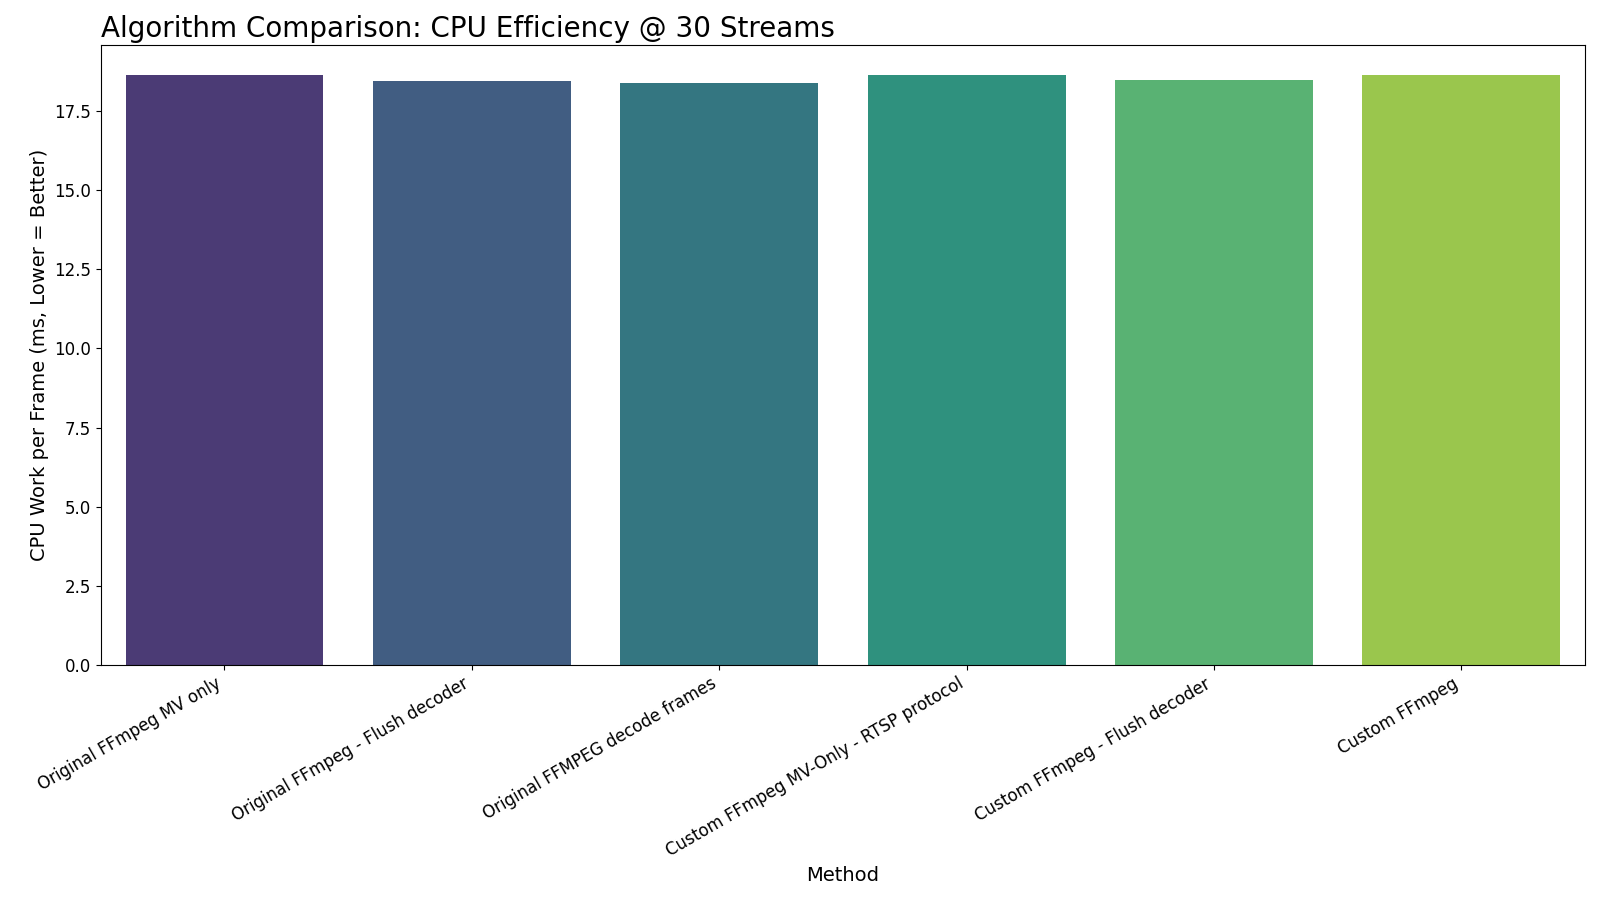 Algorithm Comparison: CPU Efficiency @ 30 Streams
CPU Work per Frame (ms, Lower = Better)
17.5
15.0
12.5
10.0
7.5
5.0
2.5
0.0
Original FFmpeg MV only
Original FFmpeg - Flush decoder
Original FFMPEG decode frames
Custom FFmpeg MV-Only - RTSP protocol
Custom FFmpeg - Flush decoder
Custom FFmpeg
Method